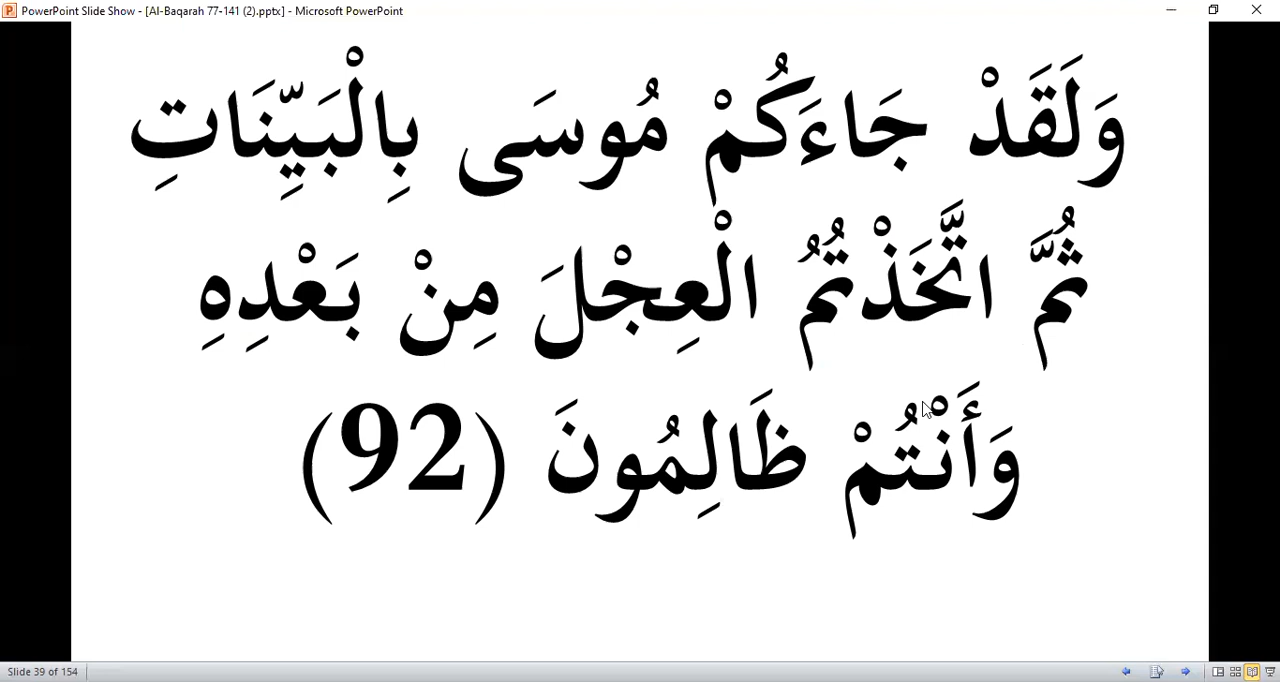 PowerPoint Slide Show - [Al-Baqarah 77-141 (2).pptx] - Microsoft PowerPoint
وَلَقَدْ جَاءَكُمْ مُوسَى بِالْبَيِّنَاتِ
ثُمَّ اتَّخَذْتُمُ الْعِجْلَ مِنْ بَعْدِهِ
وَأَنْتُمْ ظَالِمُونَ (92)
Slide 39 of 154